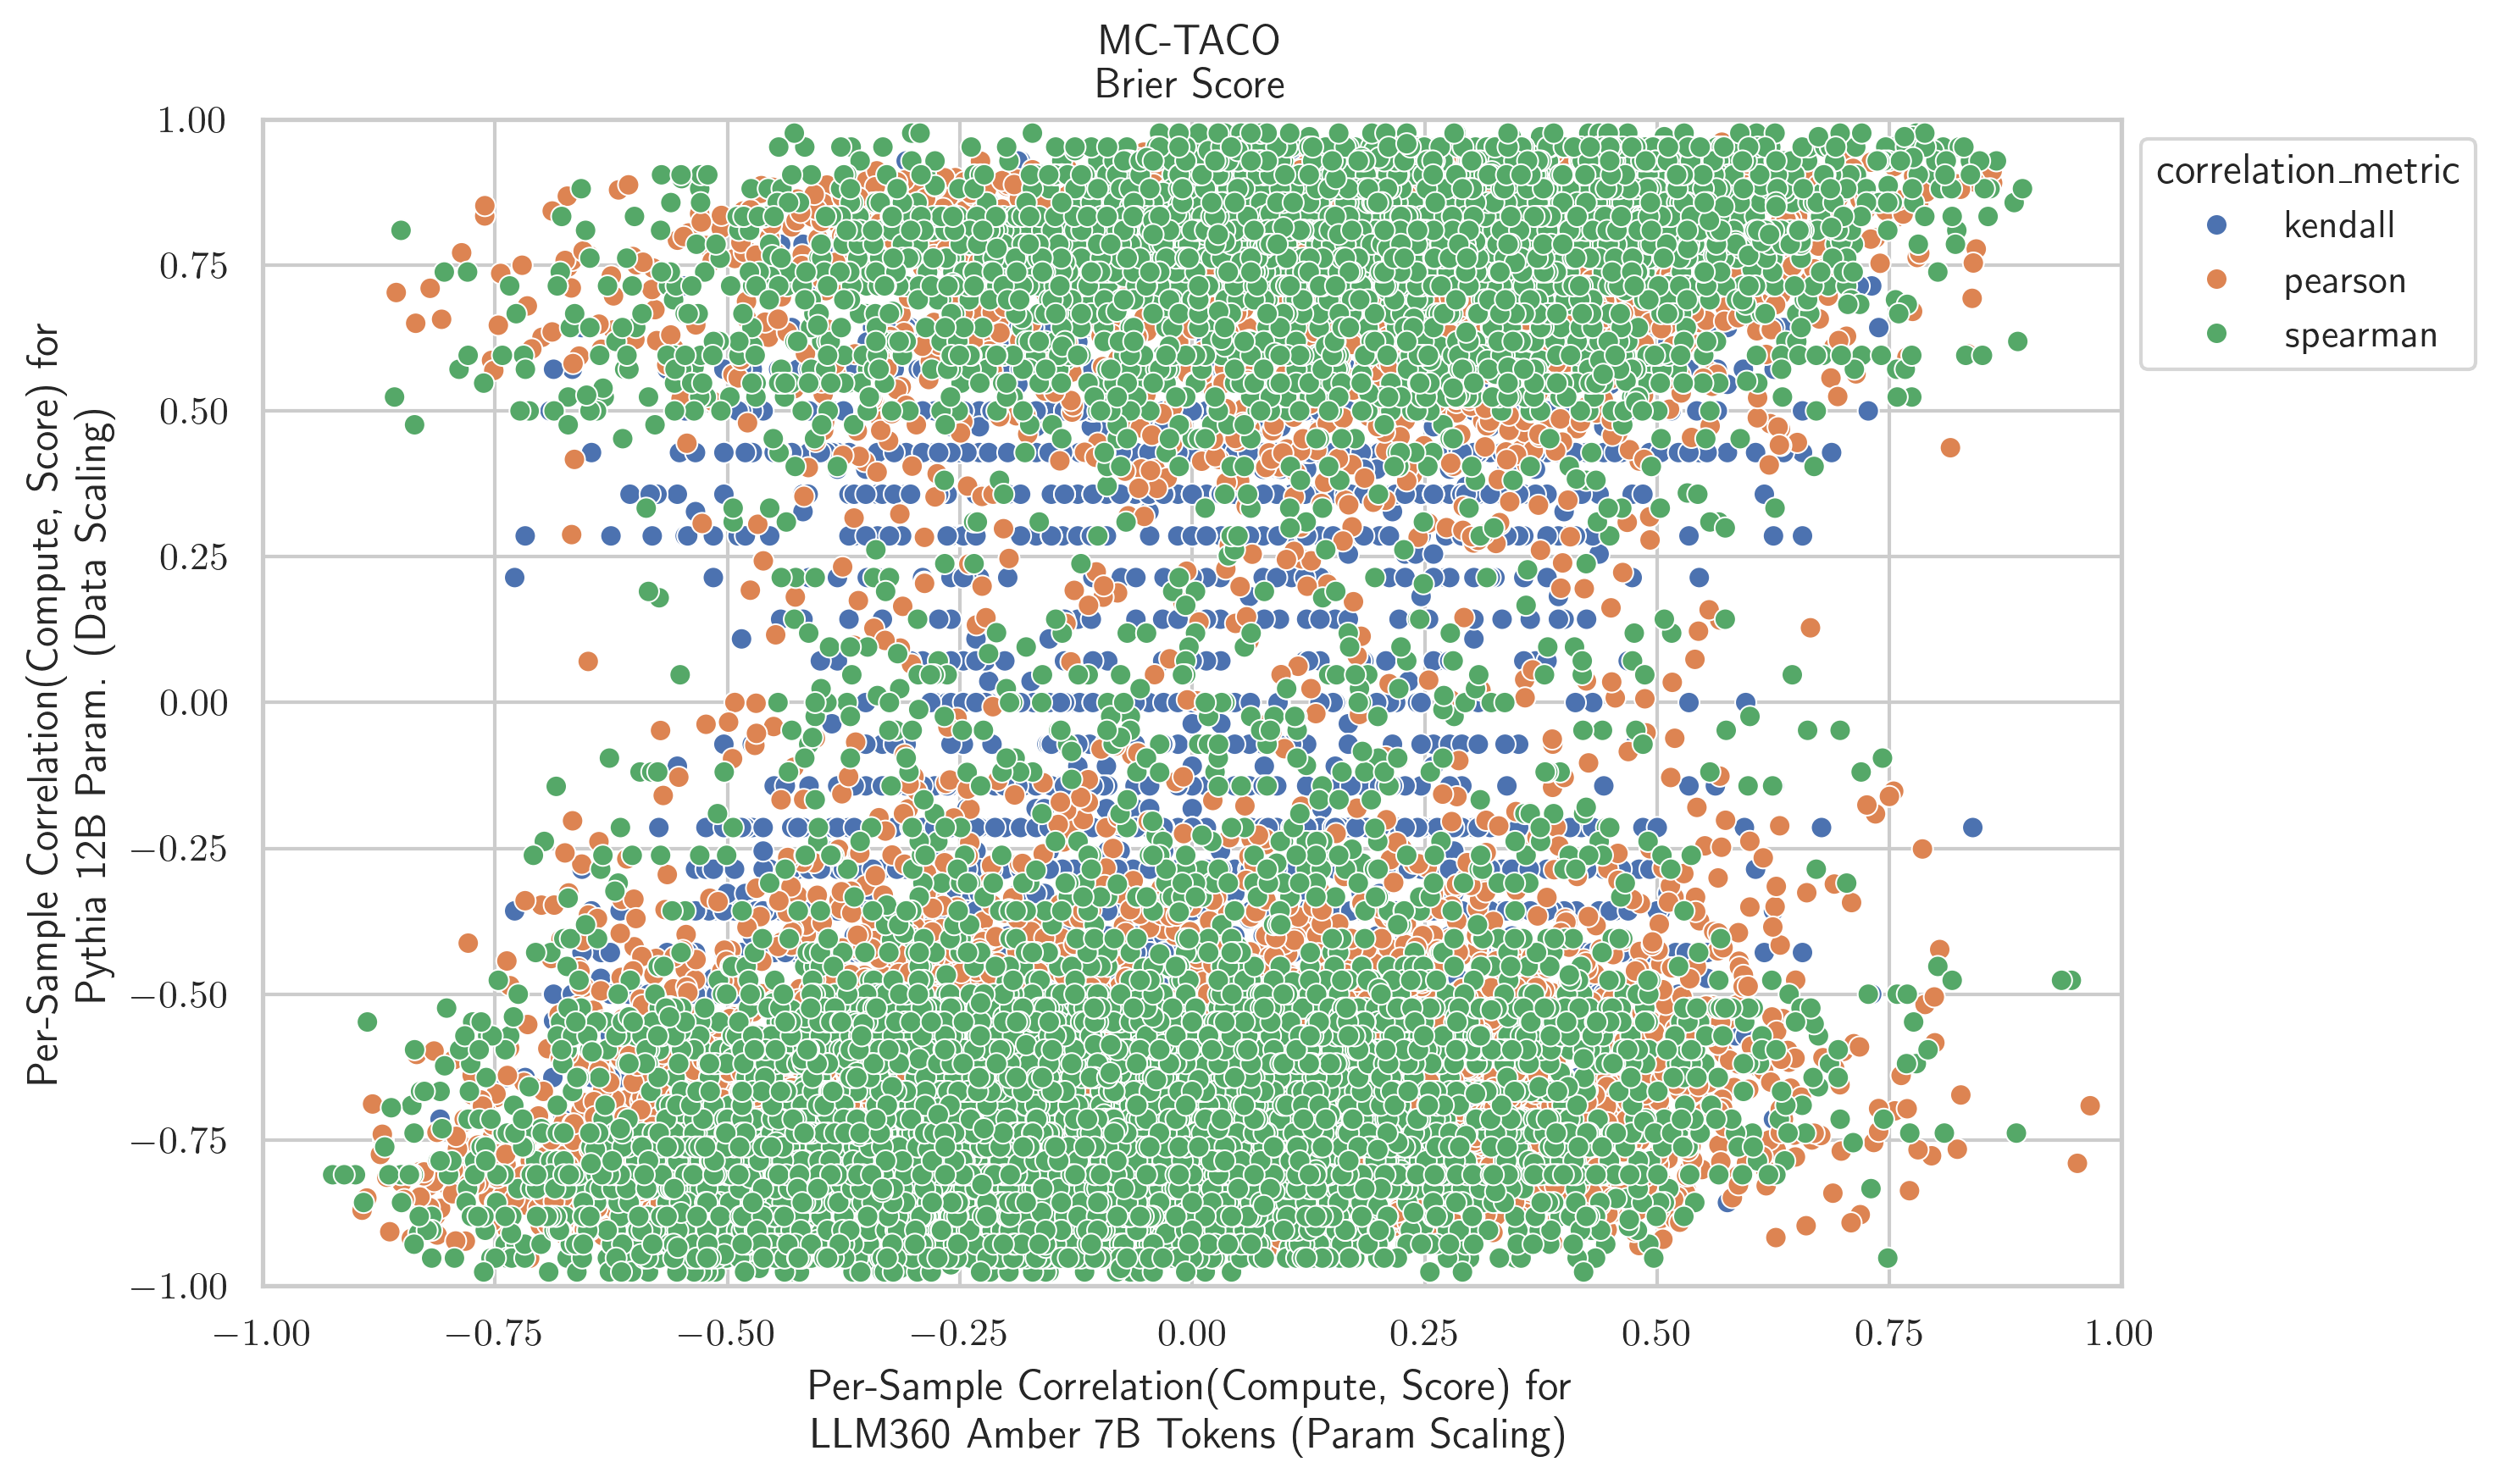 MC-TACO
Brier Score
Per-Sample Correlation(Compute, Score) for
Pythia 12B Param. (Data Scaling)
1.00
0.75
0.50
0.25
0.00
−0.25
−0.50
−0.75
−1.00
−1.00 −0.75 −0.50 −0.25 0.00 0.25 0.50 0.75 1.00
Per-Sample Correlation(Compute, Score) for
LLM360 Amber 7B Tokens (Param Scaling)
correlation_metric
kendall
pearson
spearman